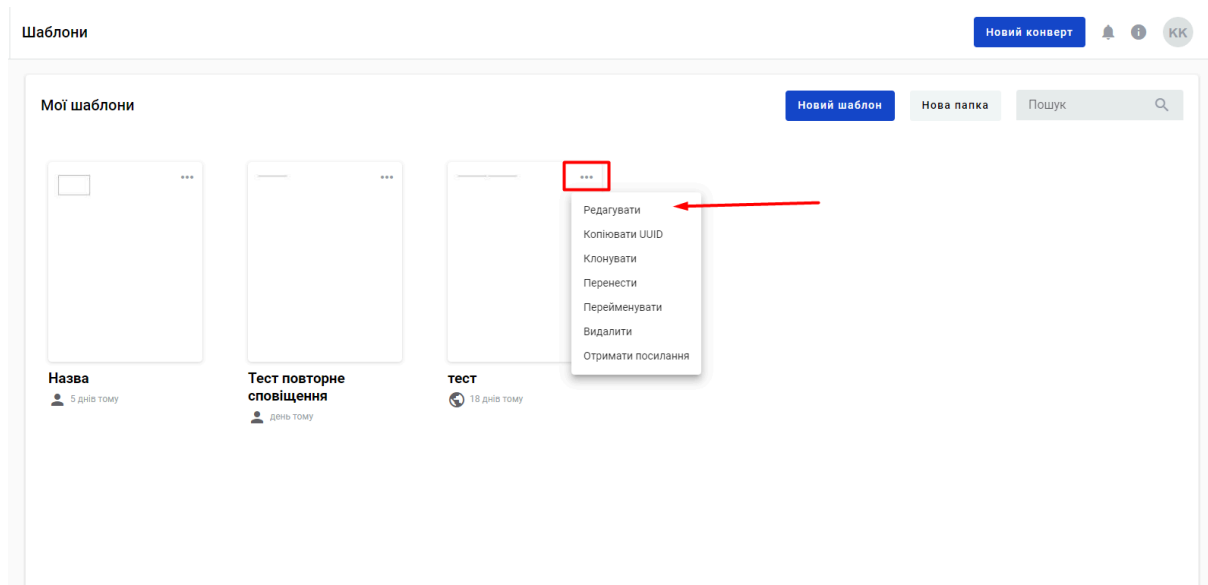 Шаблони
Новий конверт
КК
Мої шаблони
Новий шаблон
Нова папка
Пошук
Редагувати
Копіювати UUID
Клонувати
Перенести
Перейменувати
Видалити
Отримати посилання
Назва
5 днів тому
Тест повторне
сповіщення
день тому
тест
18 днів тому